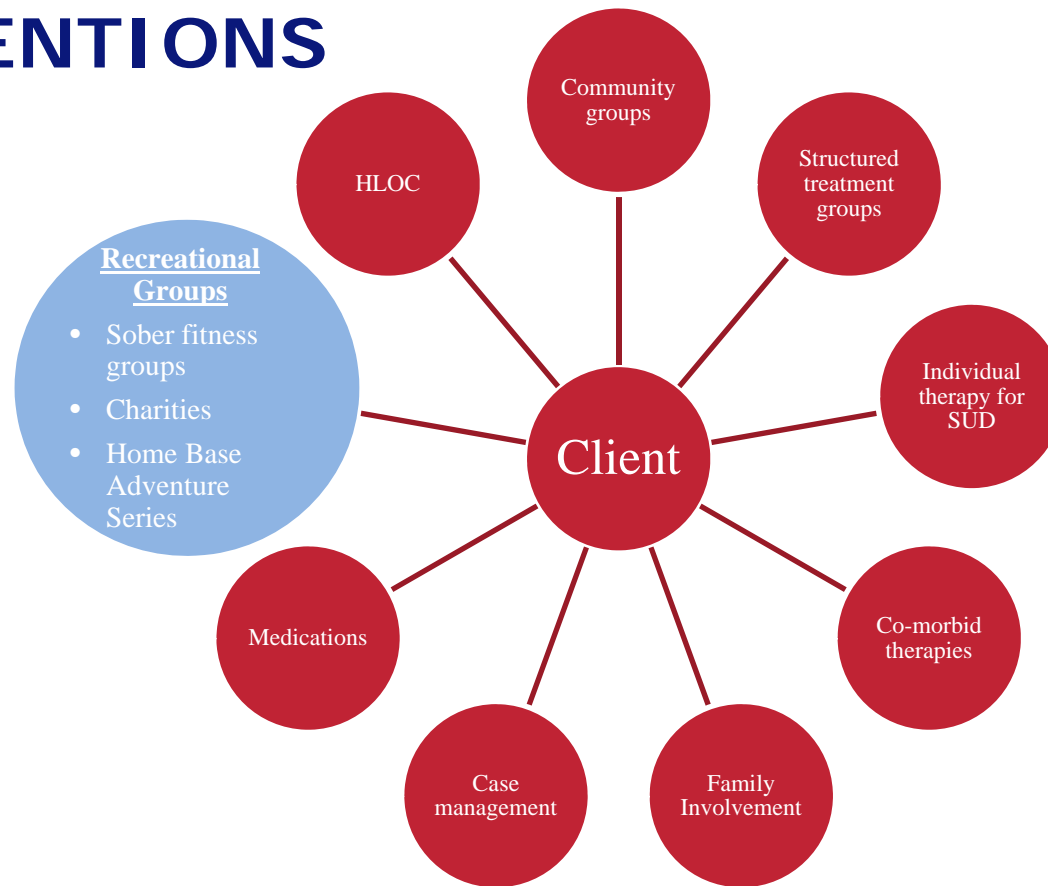 ENTIONS
Community
groups
Structured
treatment
groups
HLOC
Recreational
Groups
• Sober fitness
groups
• Charities
• Home Base
Adventure
Series
Individual
therapy for
SUD
Client
Medications
Co-morbid
therapies
Case
management
Family
Involvement